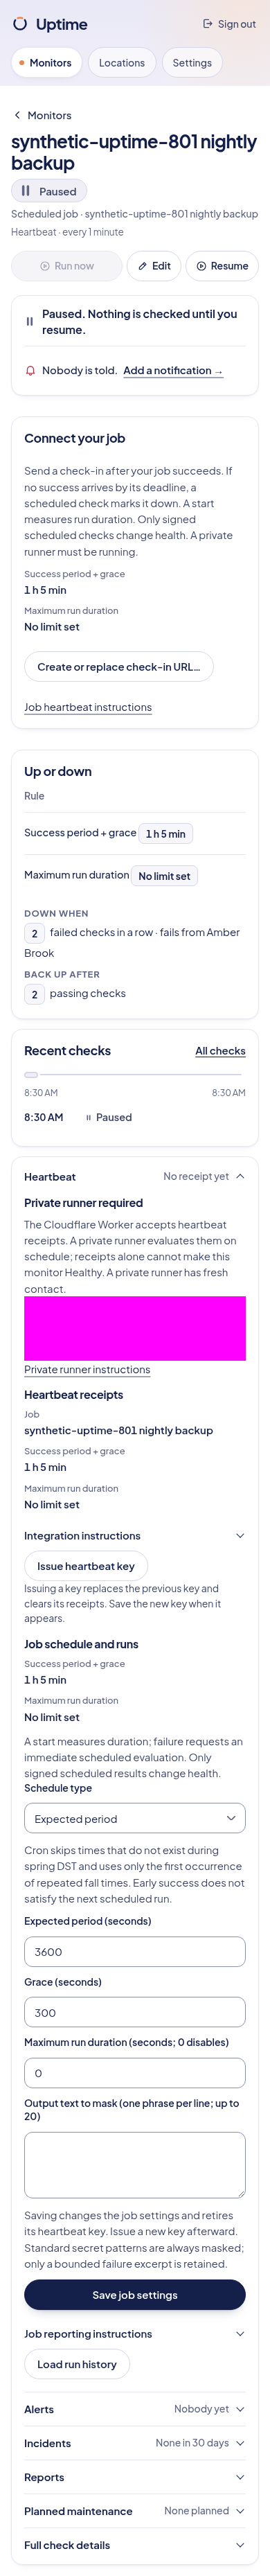 Uptime
Sign out
Monitors
Locations
Settings
Monitors
synthetic-uptime-801 nightly
backup
Paused
Scheduled job · synthetic-uptime-801 nightly backup
Heartbeat · every 1 minute
Run now
Edit
Resume
Paused. Nothing is checked until you
resume.
Nobody is told. Add a notification →
Connect your job
Send a check-in after your job succeeds. If
no success arrives by its deadline, a
scheduled check marks it down. A start
measures run duration. Only signed
scheduled checks change health. A private
runner must be running.
Success period + grace
1 h 5 min
Maximum run duration
No limit set
Create or replace check-in URL…
Job heartbeat instructions
Up or down
Rule
Success period + grace 1 h 5 min
Maximum run duration No limit set
DOWN WHEN
2 failed checks in a row · fails from Amber
Brook
BACK UP AFTER
2 passing checks
Recent checks
All checks
8:30 AM
8:30 AM
8:30 AM Paused
Heartbeat
No receipt yet
Private runner required
The Cloudflare Worker accepts heartbeat
receipts. A private runner evaluates them on
schedule; receipts alone cannot make this
monitor Healthy. A private runner has fresh
contact.
Private runner instructions
Heartbeat receipts
Job
synthetic-uptime-801 nightly backup
Success period + grace
1 h 5 min
Maximum run duration
No limit set
Integration instructions
Issue heartbeat key
Issuing a key replaces the previous key and
clears its receipts. Save the new key when it
appears.
Job schedule and runs
Success period + grace
1 h 5 min
Maximum run duration
No limit set
A start measures duration; failure requests an
immediate scheduled evaluation. Only
signed scheduled results change health.
Schedule type
Expected period
Cron skips times that do not exist during
spring DST and uses only the first occurrence
of repeated fall times. Early success does not
satisfy the next scheduled run.
Expected period (seconds)
3600
Grace (seconds)
300
Maximum run duration (seconds; 0 disables)
0
Output text to mask (one phrase per line; up to
20)
Saving changes the job settings and retires
its heartbeat key. Issue a new key afterward.
Standard secret patterns are always masked;
only a bounded failure excerpt is retained.
Save job settings
Job reporting instructions
Load run history
Alerts
Nobody yet
Incidents
None in 30 days
Reports
Planned maintenance
None planned
Full check details